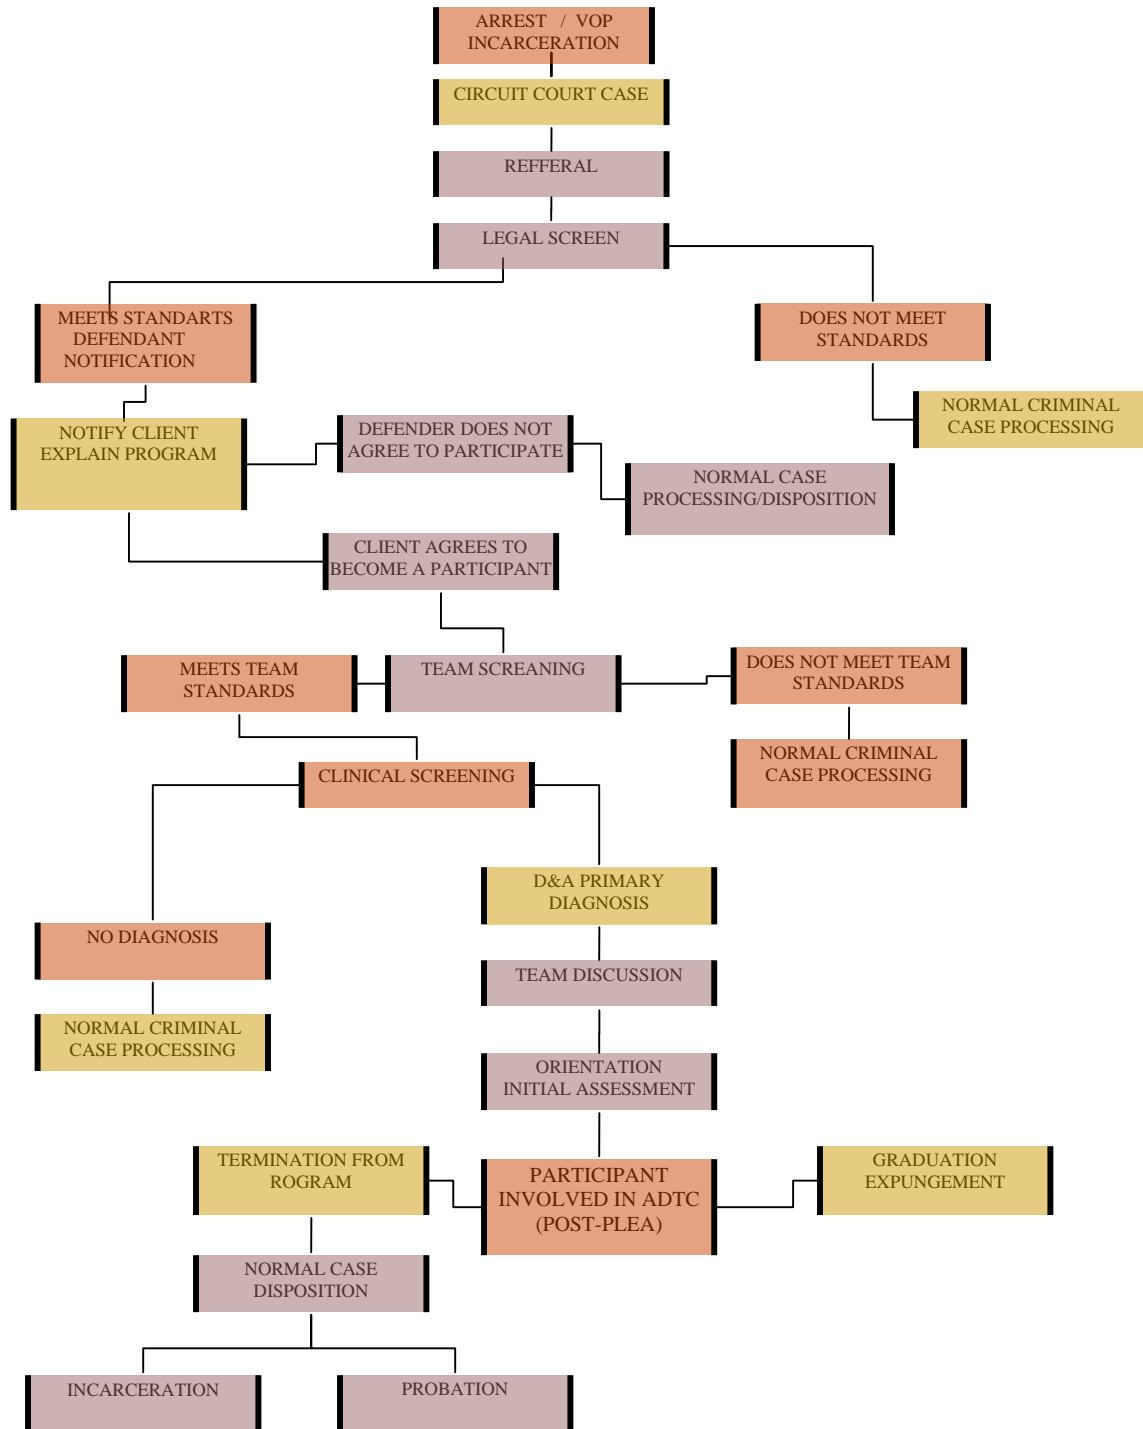 ARREST / VOP
INCARCERATION
CIRCUIT COURT CASE
REFFERAL
LEGAL SCREEN
MEETS STANDARTS
DEFENDANT
NOTIFICATION
DOES NOT MEET
STANDARDS
NORMAL CRIMINAL
CASE PROCESSING
NOTIFY CLIENT
EXPLAIN PROGRAM
DEFENDER DOES NOT
AGREE TO PARTICIPATE
NORMAL CASE
PROCESSING/DISPOSITION
CLIENT AGREES TO
BECOME A PARTICIPANT
MEETS TEAM
STANDARDS
TEAM SCREANING
DOES NOT MEET TEAM
STANDARDS
NORMAL CRIMINAL
CASE PROCESSING
CLINICAL SCREENING
D&A PRIMARY
DIAGNOSIS
NO DIAGNOSIS
TEAM DISCUSSION
NORMAL CRIMINAL
CASE PROCESSING
ORIENTATION
INITIAL ASSESSMENT
TERMINATION FROM
ROGRAM
PARTICIPANT
INVOLVED IN ADTC
(POST-PLEA)
GRADUATION
EXPUNGEMENT
NORMAL CASE
DISPOSITION
INCARCERATION
PROBATION